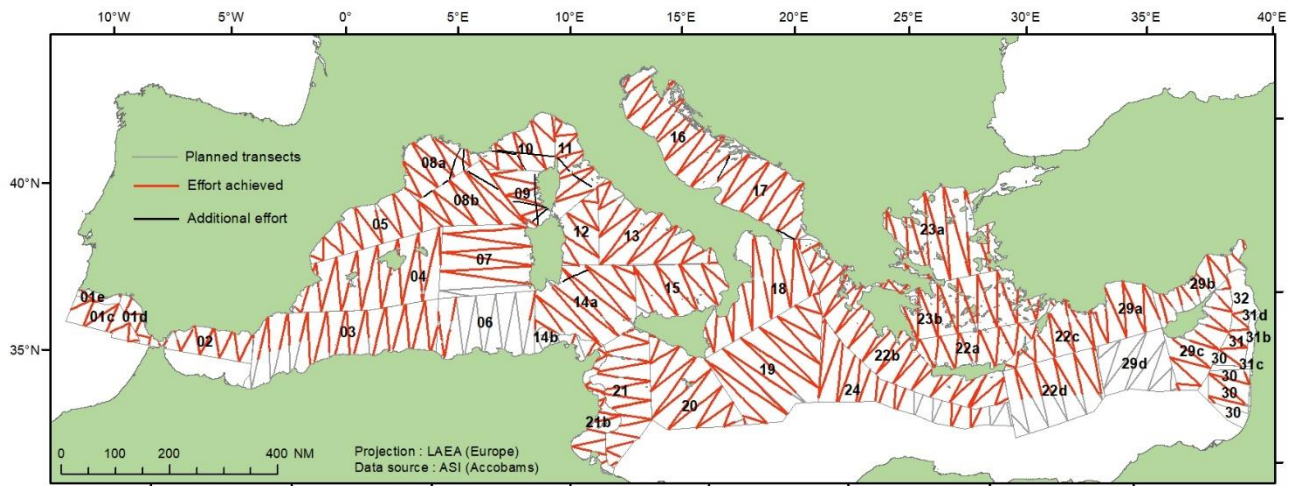 10°W 5°W 0° 5°E 10°E 15°E 20°E 25°E 30°E 35°E 40°E
Planned transects
Effort achieved
Additional effort
40°N
35°N
16
17
10
11
08a
09
08b
05
12
13
23a
07
04
18
15
01e
01c
01d
02
03
06
14a
14b
23b
22a
22b
22c
22d
29a
29b
32
31d
31b
31
31c
29c
30
30
30
30
29d
19
24
20
21
21b
0 100 200 400 NM
Projection : LAEA (Europe)
Data source : ASI (Accobams)